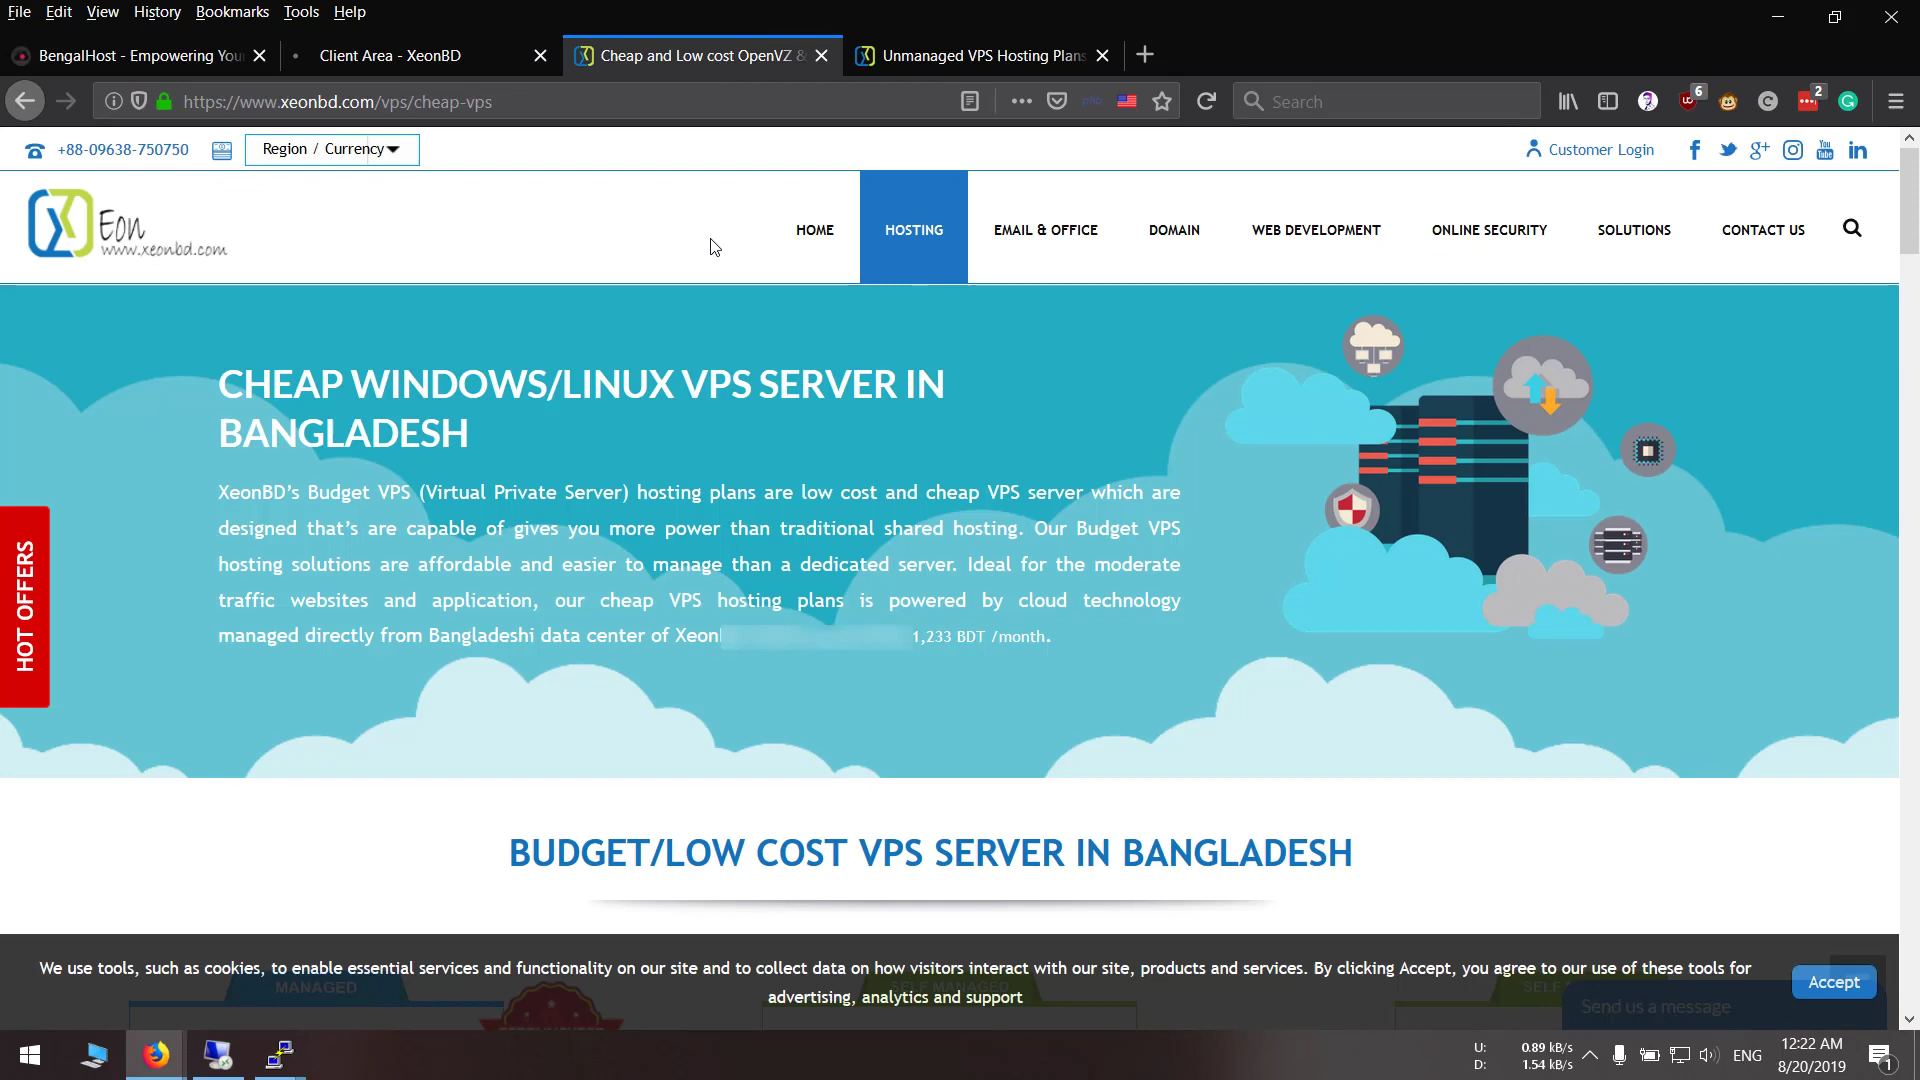 File Edit View History Bookmarks Tools Help
BengalHost - Empowering You
Client Area - XeonBD
Cheap and Low cost OpenVZ &
Unmanaged VPS Hosting Plans
https://www.xeonbd.com/vps/cheap-vps
Search
6
2
+88-09638-750750
Region / Currency
Customer Login
Eon
www.xeonbd.com
HOME
HOSTING
EMAIL & OFFICE
DOMAIN
WEB DEVELOPMENT
ONLINE SECURITY
SOLUTIONS
CONTACT US
CHEAP WINDOWS/LINUX VPS SERVER IN
BANGLADESH
XeonBD’s Budget VPS (Virtual Private Server) hosting plans are low cost and cheap VPS server which are
designed that’s are capable of gives you more power than traditional shared hosting. Our Budget VPS
hosting solutions are affordable and easier to manage than a dedicated server. Ideal for the moderate
traffic websites and application, our cheap VPS hosting plans is powered by cloud technology
managed directly from Bangladeshi data center of Xeon 1,233 BDT /month.
HOT OFFERS
BUDGET/LOW COST VPS SERVER IN BANGLADESH
We use tools, such as cookies, to enable essential services and functionality on our site and to collect data on how visitors interact with our site, products and services. By clicking Accept, you agree to our use of these tools for
advertising, analytics and support
Accept
MANAGED
SELF MANAGED
Send us a message
U: 0.89 kB/s
D: 1.54 kB/s
ENG
12:22 AM
8/20/2019
1